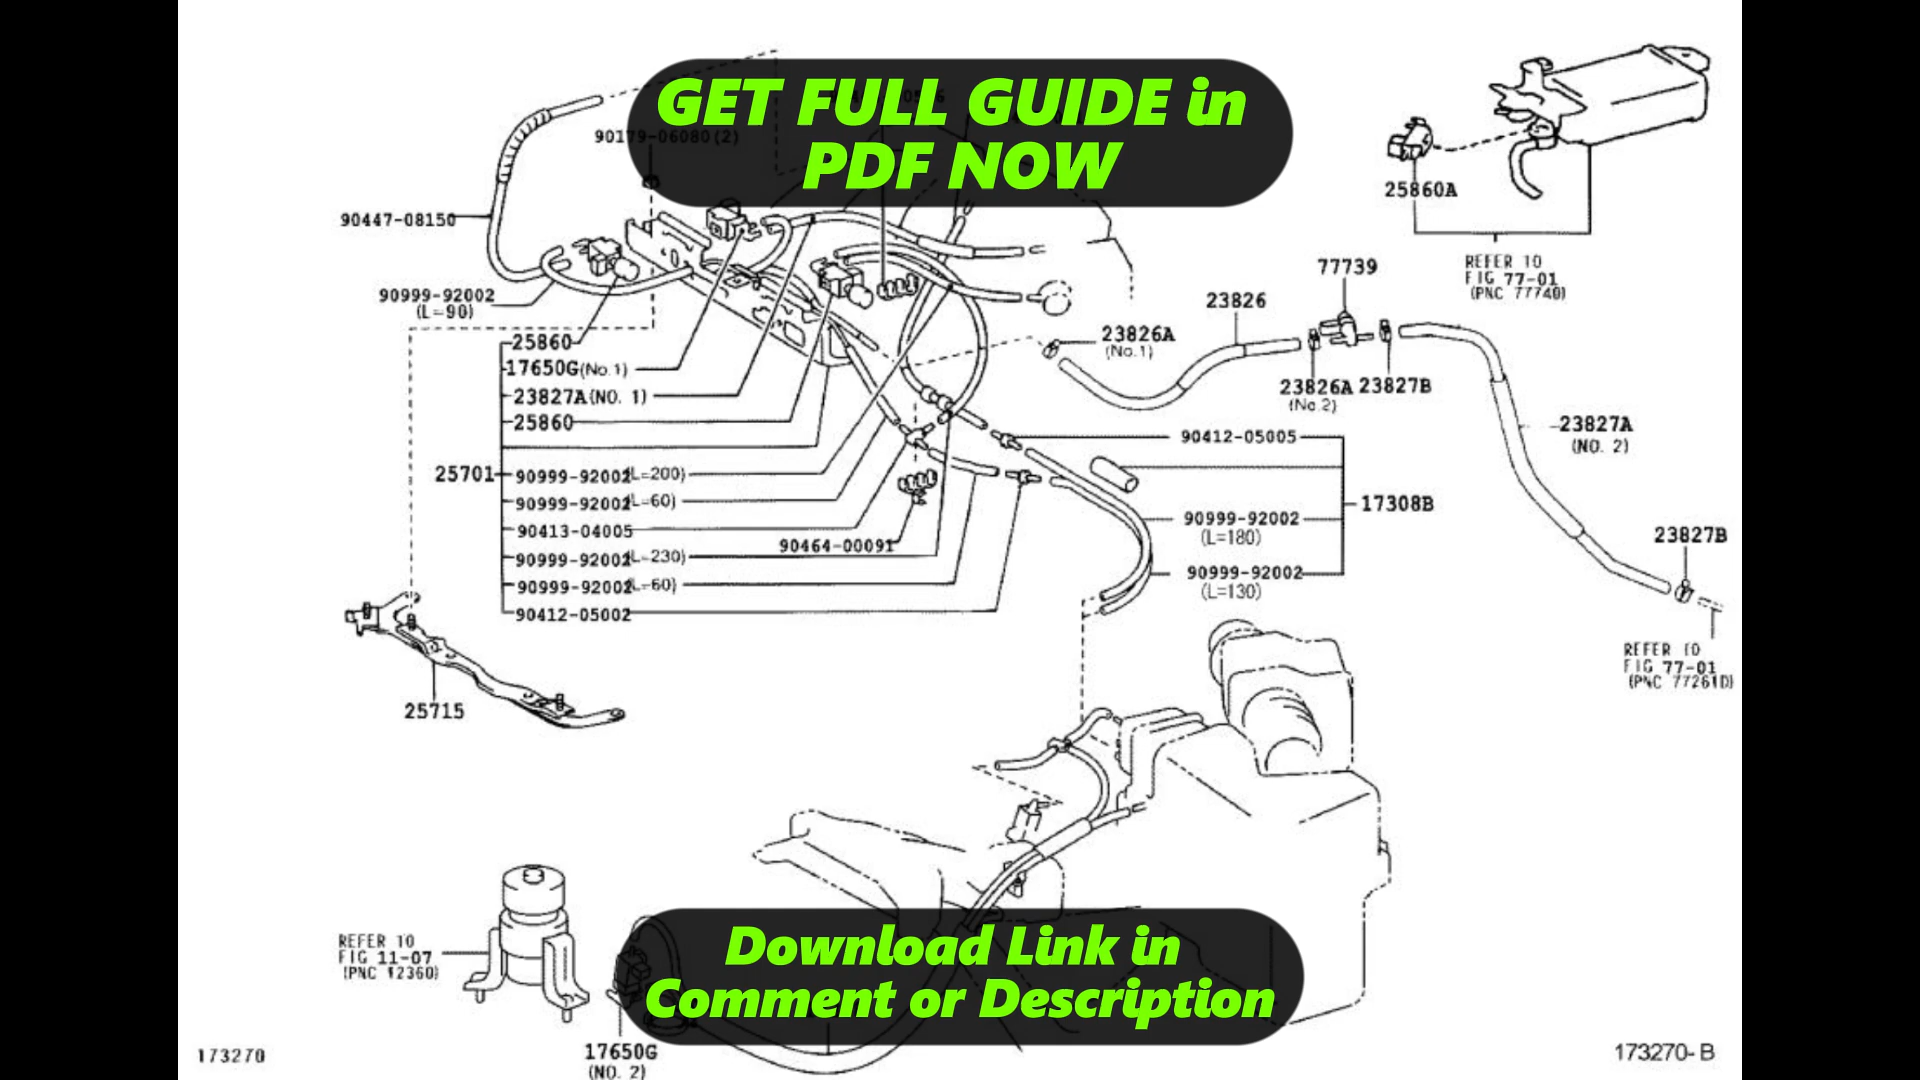 GET FULL GUIDE in
PDF NOW
90179-06080(2)
25860A
90447-08150
REFER TO
FIG 77-01
(PNC 77740)
77739
90999-92002
(L=90)
23826
23826A
(No.1)
25860
17650G(No.1)
23827A(NO. 1)
25860
23826A 23827B
(No.2)
23827A
(NO. 2)
90412-05005
25701
90999-92002(L=200)
90999-92002(L=60)
17308B
90413-04005
90999-92002
(L=180)
90464-00091
90999-92002(L=230)
23827B
90999-92002(L=60)
90999-92002
(L=130)
90412-05002
REFER TO
FIG 77-01
(PNC 77261D)
25715
REFER TO
FIG 11-07
(PNC 12360)
Download Link in
Comment or Description
17650G
(NO. 2)
173270
173270-B